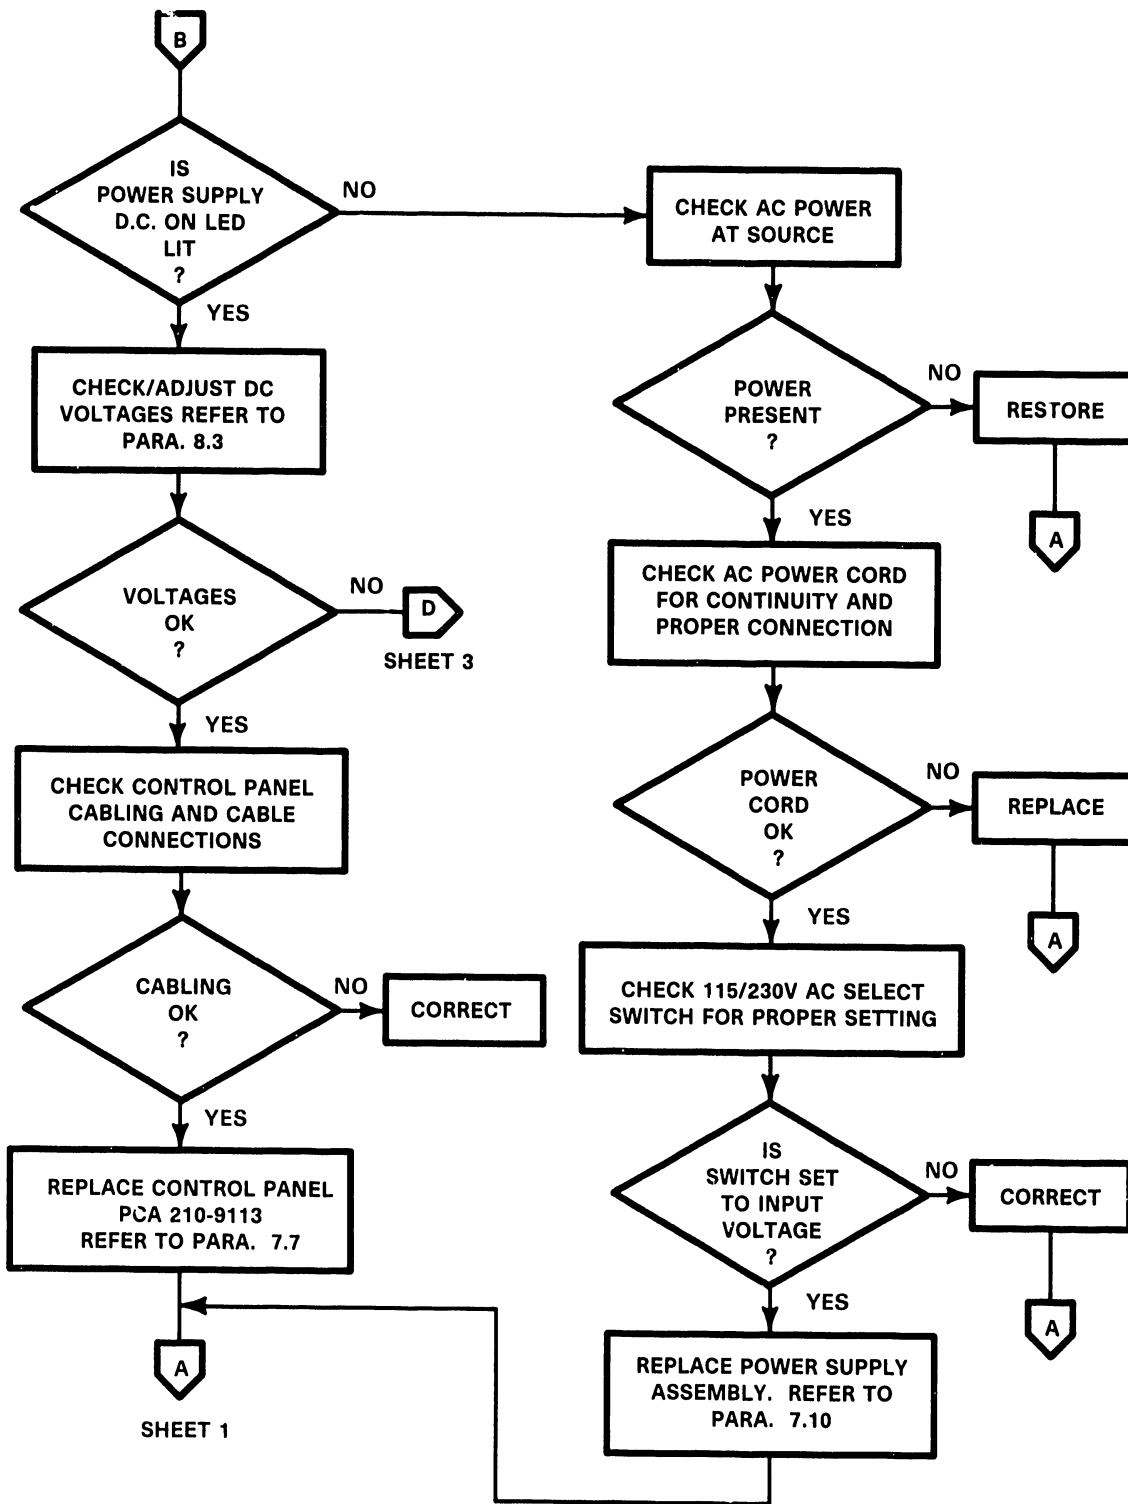 B
IS
POWER SUPPLY
D.C. ON LED
LIT
?
NO
YES
CHECK/ADJUST DC
VOLTAGES REFER TO
PARA. 8.3
VOLTAGES
OK
?
NO
D
SHEET 3
YES
CHECK CONTROL PANEL
CABLING AND CABLE
CONNECTIONS
CABLING
OK
?
NO
CORRECT
YES
REPLACE CONTROL PANEL
PCA 210-9113
REFER TO PARA. 7.7
A
SHEET 1
CHECK AC POWER
AT SOURCE
POWER
PRESENT
?
NO
RESTORE
A
YES
CHECK AC POWER CORD
FOR CONTINUITY AND
PROPER CONNECTION
POWER
CORD
OK
?
NO
REPLACE
A
YES
CHECK 115/230V AC SELECT
SWITCH FOR PROPER SETTING
IS
SWITCH SET
TO INPUT
VOLTAGE
?
NO
CORRECT
A
YES
REPLACE POWER SUPPLY
ASSEMBLY. REFER TO
PARA. 7.10